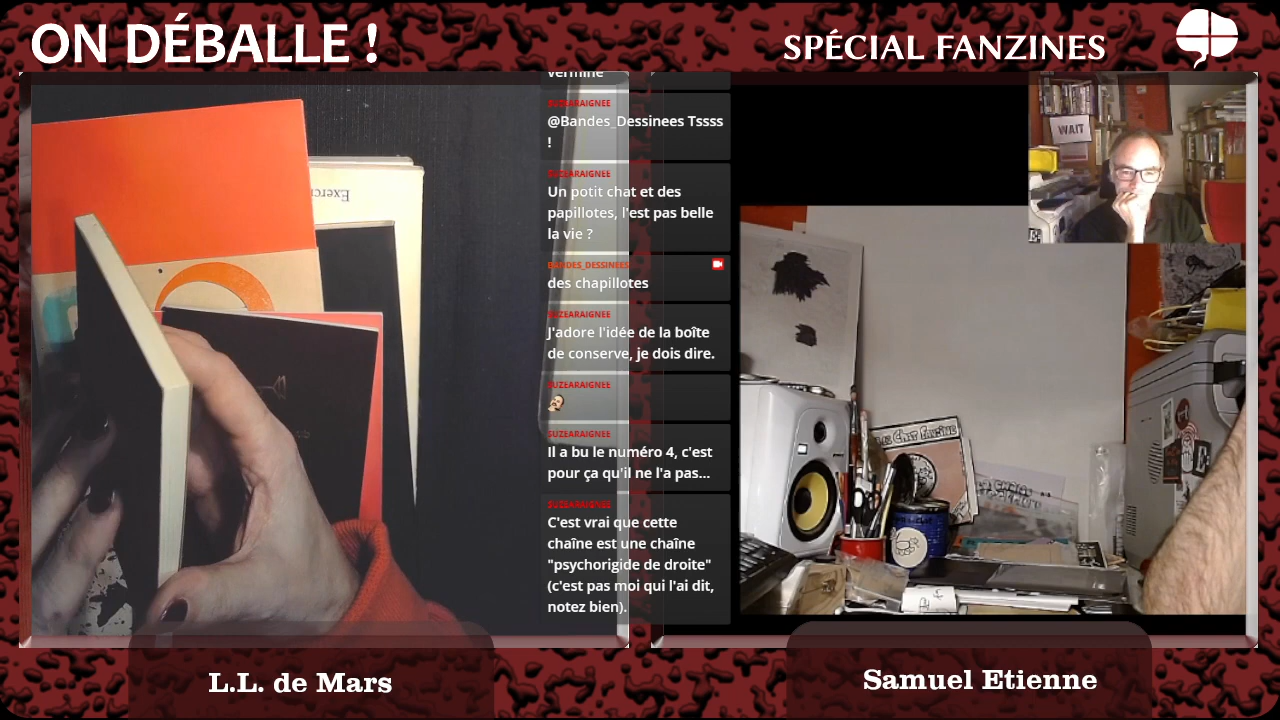 ON DÉBALLE !
SPÉCIAL FANZINES
vermine
SUZEARAIGNEE
@Bandes_Dessinees Tssss
!
SUZEARAIGNEE
Un potit chat et des
papillotes, l'est pas belle
la vie ?
BANDES_DESSINEES
des chapillotes
SUZEARAIGNEE
J'adore l'idée de la boîte
de conserve, je dois dire.
SUZEARAIGNEE
SUZEARAIGNEE
Il a bu le numéro 4, c'est
pour ça qu'il ne l'a pas...
SUZEARAIGNEE
C'est vrai que cette
chaîne est une chaîne
"psychorigide de droite"
(c'est pas moi qui l'ai dit,
notez bien).
WAIT
L.L. de Mars
Samuel Etienne